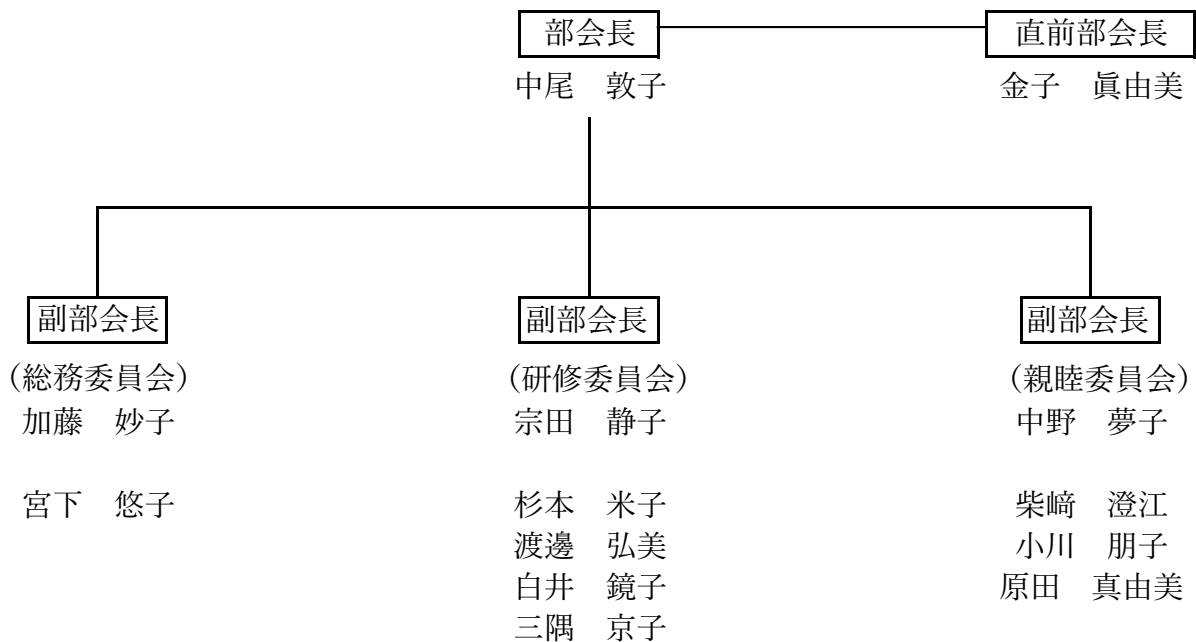 部会長
直前部会長
中尾　敦子
金子　眞由美
副部会長
副部会長
副部会長
（総務委員会）
（研修委員会）
（親睦委員会）
加藤　妙子
宗田　静子
中野　夢子
宮下　悠子
杉本　米子
柴﨑　澄江
渡邊　弘美
小川　朋子
白井　鏡子
原田　真由美
三隅　京子